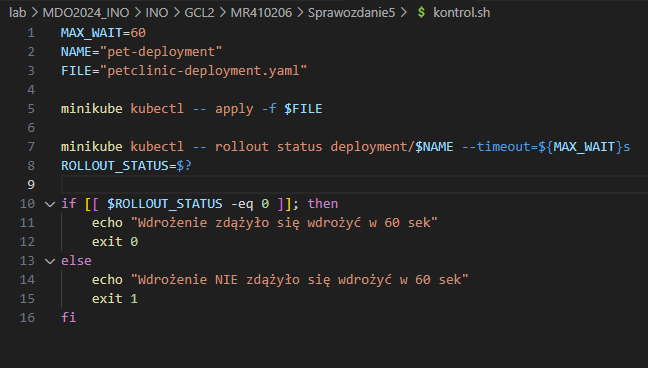 lab > MDO2024_INO > INO > GCL2 > MR410206 > Sprawozdanie5 > $ kontrol.sh
1 MAX_WAIT=60
2 NAME="pet-deployment"
3 FILE="petclinic-deployment.yaml"
4
5 minikube kubectl -- apply -f $FILE
6
7 minikube kubectl -- rollout status deployment/$NAME --timeout=${MAX_WAIT}s
8 ROLLOUT_STATUS=$?
9
10 if [[ $ROLLOUT_STATUS -eq 0 ]]; then
11 echo "Wdrożenie zdążyło się wdrożyć w 60 sek"
12 exit 0
13 else
14 echo "Wdrożenie NIE zdążyło się wdrożyć w 60 sek"
15 exit 1
16 fi